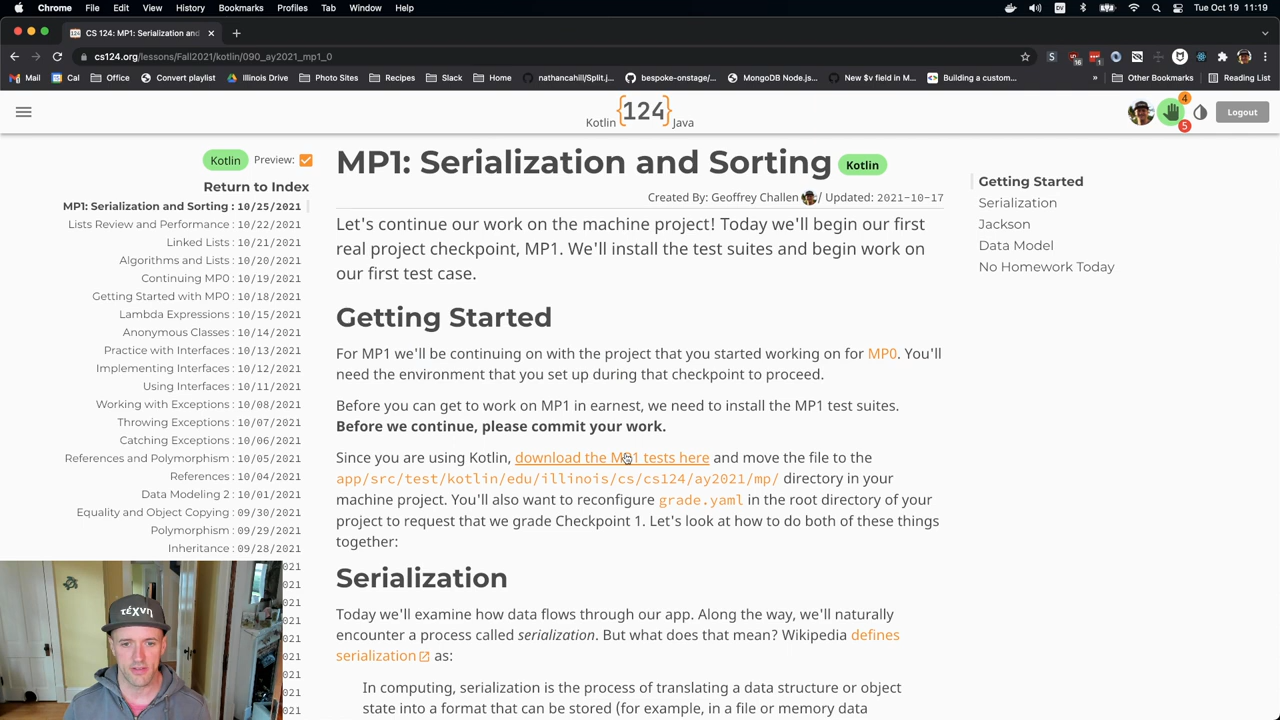 Chrome File Edit View History Bookmarks Profiles Tab Window Help Tue Oct 19 11:19
124 CS 124: MP1: Serialization and
cs124.org/lessons/Fall2021/kotlin/090_ay2021_mp1_0
Mail Cal Office Convert playlist Illinois Drive Photo Sites Recipes Slack Home nathancahill/Split.j... bespoke-onstage/... MongoDB Node.js... New $v field in M... Building a custom... » Other Bookmarks Reading List
Kotlin {124} Java
4
5
Logout
Kotlin Preview:
Return to Index
MP1: Serialization and Sorting : 10/25/2021
Lists Review and Performance : 10/22/2021
Linked Lists : 10/21/2021
Algorithms and Lists : 10/20/2021
Continuing MP0 : 10/19/2021
Getting Started with MP0 : 10/18/2021
Lambda Expressions : 10/15/2021
Anonymous Classes : 10/14/2021
Practice with Interfaces : 10/13/2021
Implementing Interfaces : 10/12/2021
Using Interfaces : 10/11/2021
Working with Exceptions : 10/08/2021
Throwing Exceptions : 10/07/2021
Catching Exceptions : 10/06/2021
References and Polymorphism : 10/05/2021
References : 10/04/2021
Data Modeling 2 : 10/01/2021
Equality and Object Copying : 09/30/2021
Polymorphism : 09/29/2021
Inheritance : 09/28/2021
021
021
021
021
021
021
021
021
021
τέχνη
MP1: Serialization and Sorting Kotlin
Created By: Geoffrey Challen / Updated: 2021-10-17
Let's continue our work on the machine project! Today we'll begin our first
real project checkpoint, MP1. We'll install the test suites and begin work on
our first test case.
Getting Started
For MP1 we'll be continuing on with the project that you started working on for MP0. You'll
need the environment that you set up during that checkpoint to proceed.
Before you can get to work on MP1 in earnest, we need to install the MP1 test suites.
Before we continue, please commit your work.
Since you are using Kotlin, download the MP1 tests here and move the file to the
app/src/test/kotlin/edu/illinois/cs/cs124/ay2021/mp/ directory in your
machine project. You'll also want to reconfigure grade.yaml in the root directory of your
project to request that we grade Checkpoint 1. Let's look at how to do both of these things
together:
Serialization
Today we'll examine how data flows through our app. Along the way, we'll naturally
encounter a process called serialization. But what does that mean? Wikipedia defines
serialization as:
In computing, serialization is the process of translating a data structure or object
state into a format that can be stored (for example, in a file or memory data
Getting Started
Serialization
Jackson
Data Model
No Homework Today